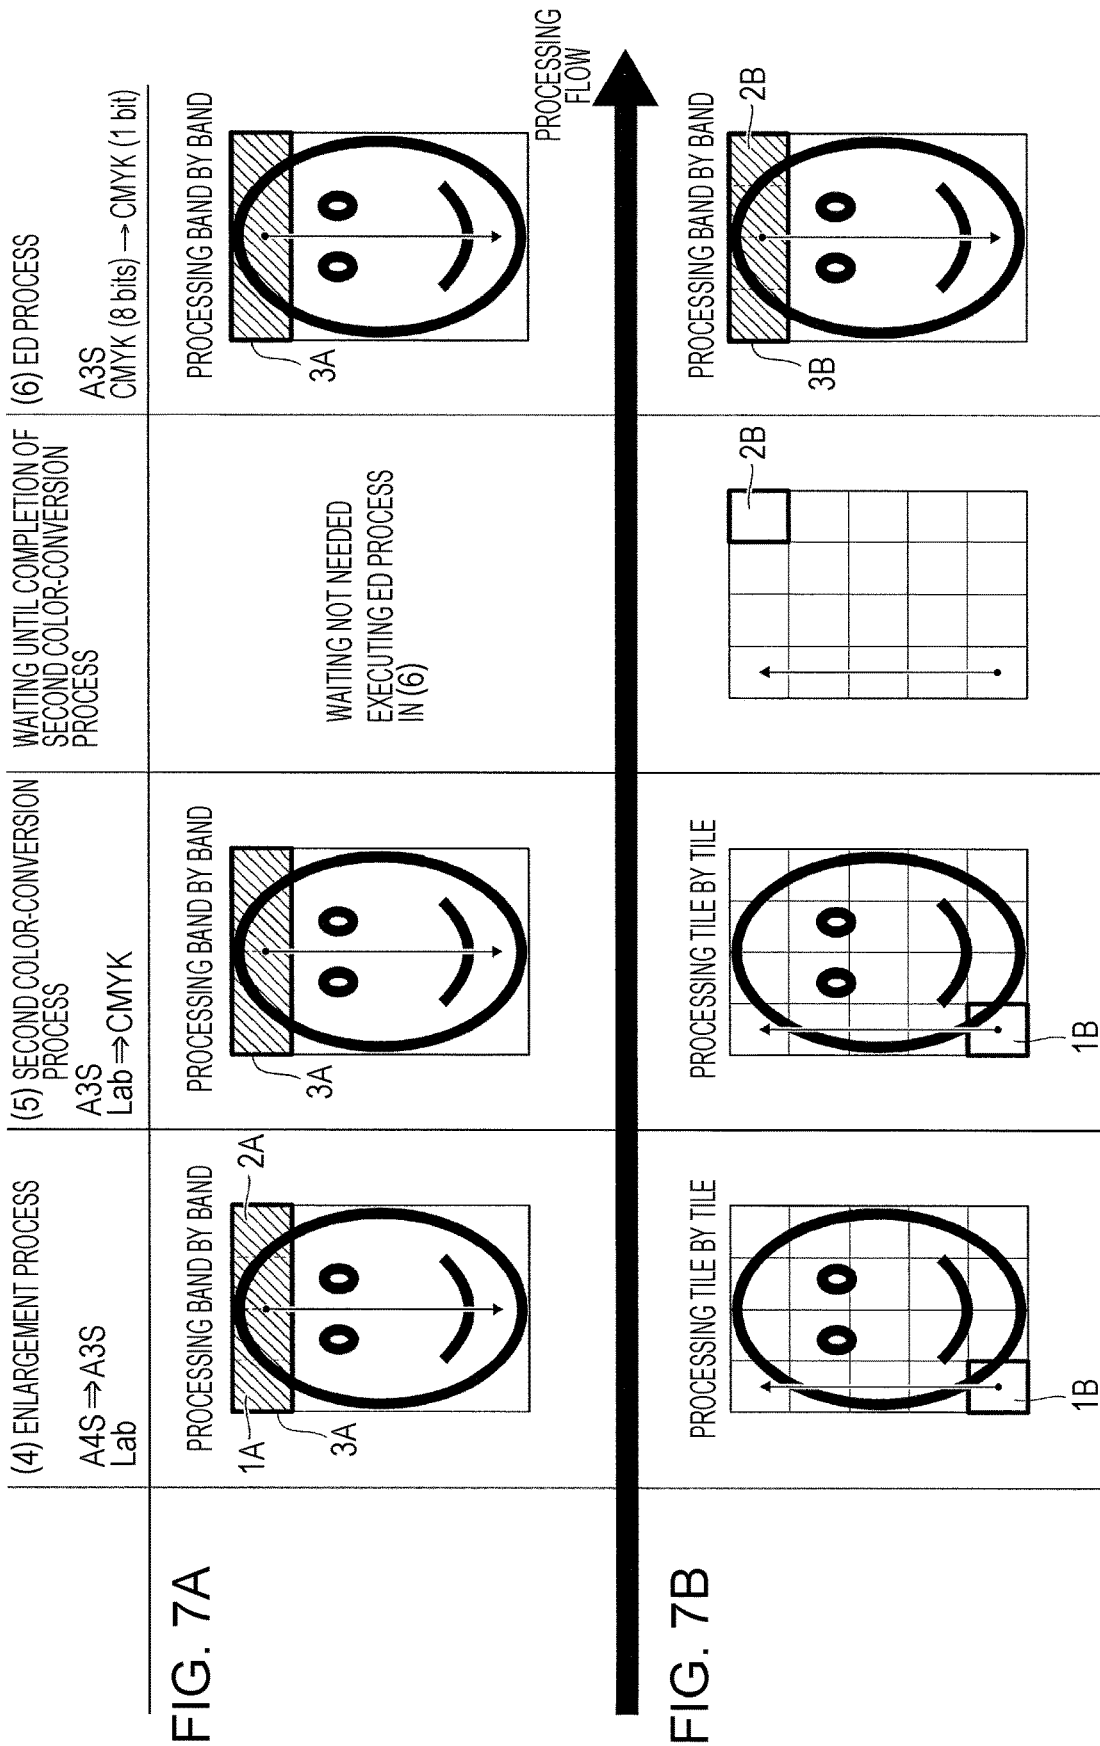 (4) ENLARGEMENT PROCESS
A4S⇒A3S
Lab
(5) SECOND COLOR-CONVERSION
PROCESS
A3S
Lab⇒CMYK
WAITING UNTIL COMPLETION OF
SECOND COLOR-CONVERSION
PROCESS
(6) ED PROCESS
A3S
CMYK (8 bits) → CMYK (1 bit)
FIG. 7A
PROCESSING BAND BY BAND
1A
2A
3A
PROCESSING BAND BY BAND
3A
WAITING NOT NEEDED
EXECUTING ED PROCESS
IN (6)
PROCESSING BAND BY BAND
3A
PROCESSING
FLOW
FIG. 7B
PROCESSING TILE BY TILE
1B
PROCESSING TILE BY TILE
1B
2B
PROCESSING BAND BY BAND
2B
3B